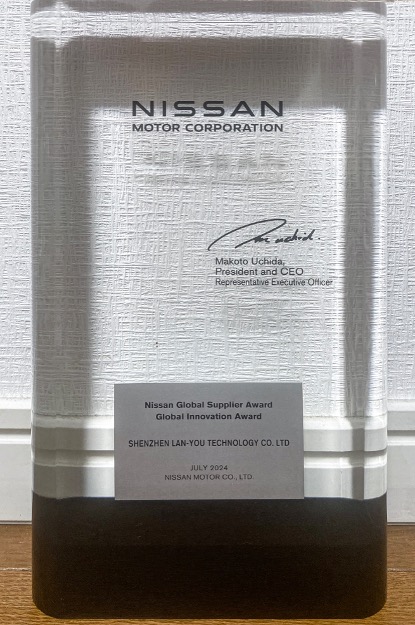 NISSAN
MOTOR CORPORATION
Makoto Uchida,
President and CEO
Representative Executive Officer
Nissan Global Supplier Award
Global Innovation Award
SHENZHEN LAN-YOU TECHNOLOGY CO. LTD
JULY 2024
NISSAN MOTOR CO., LTD.